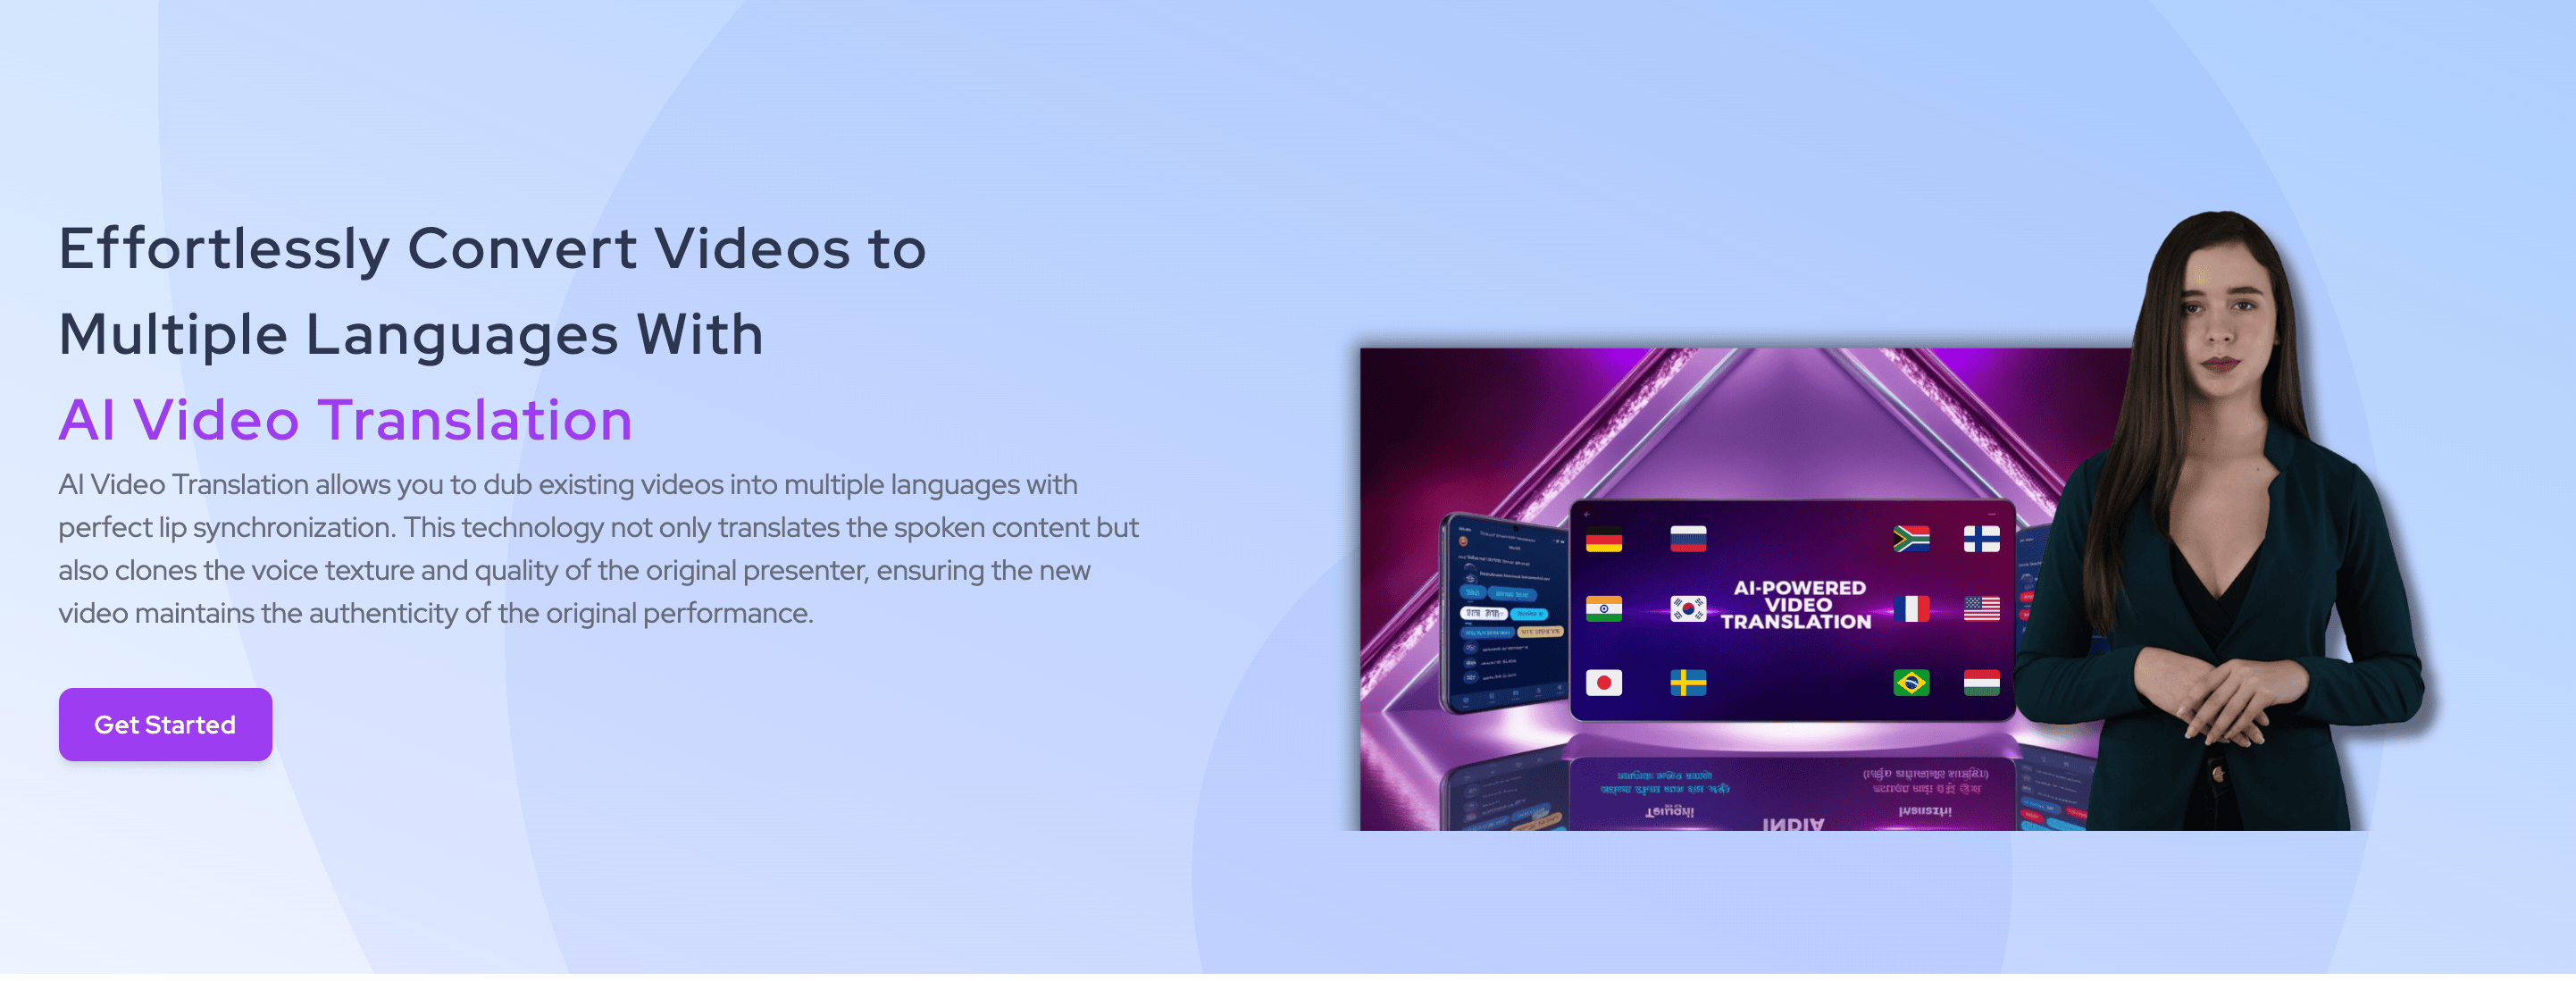 Effortlessly Convert Videos to
Multiple Languages With
AI Video Translation
AI Video Translation allows you to dub existing videos into multiple languages with
perfect lip synchronization. This technology not only translates the spoken content but
also clones the voice texture and quality of the original presenter, ensuring the new
video maintains the authenticity of the original performance.
Get Started
AI-POWERED
VIDEO
TRANSLATION
INDIA